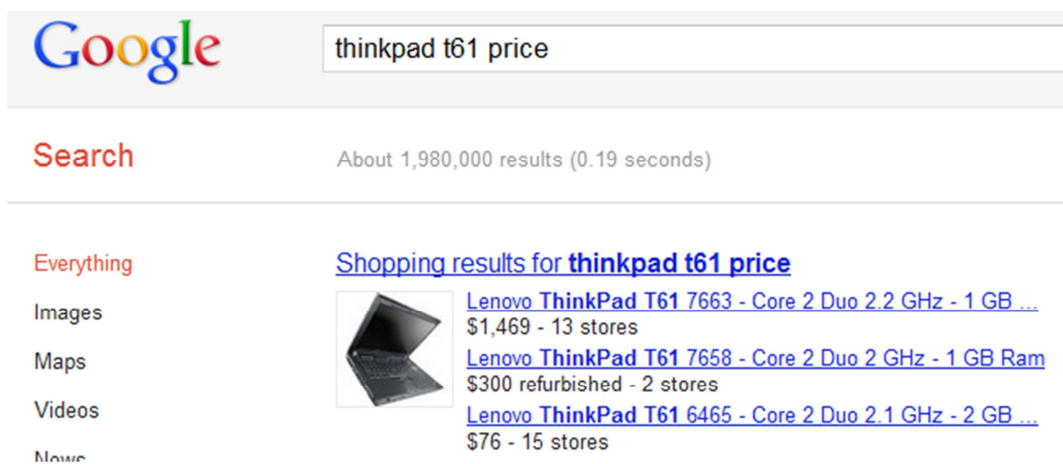 Google
thinkpad t61 price
Search
About 1,980,000 results (0.19 seconds)
Everything
Images
Maps
Videos
News
Shopping results for thinkpad t61 price
Lenovo ThinkPad T61 7663 - Core 2 Duo 2.2 GHz - 1 GB ...
$1,469 - 13 stores
Lenovo ThinkPad T61 7658 - Core 2 Duo 2 GHz - 1 GB Ram
$300 refurbished - 2 stores
Lenovo ThinkPad T61 6465 - Core 2 Duo 2.1 GHz - 2 GB ...
$76 - 15 stores